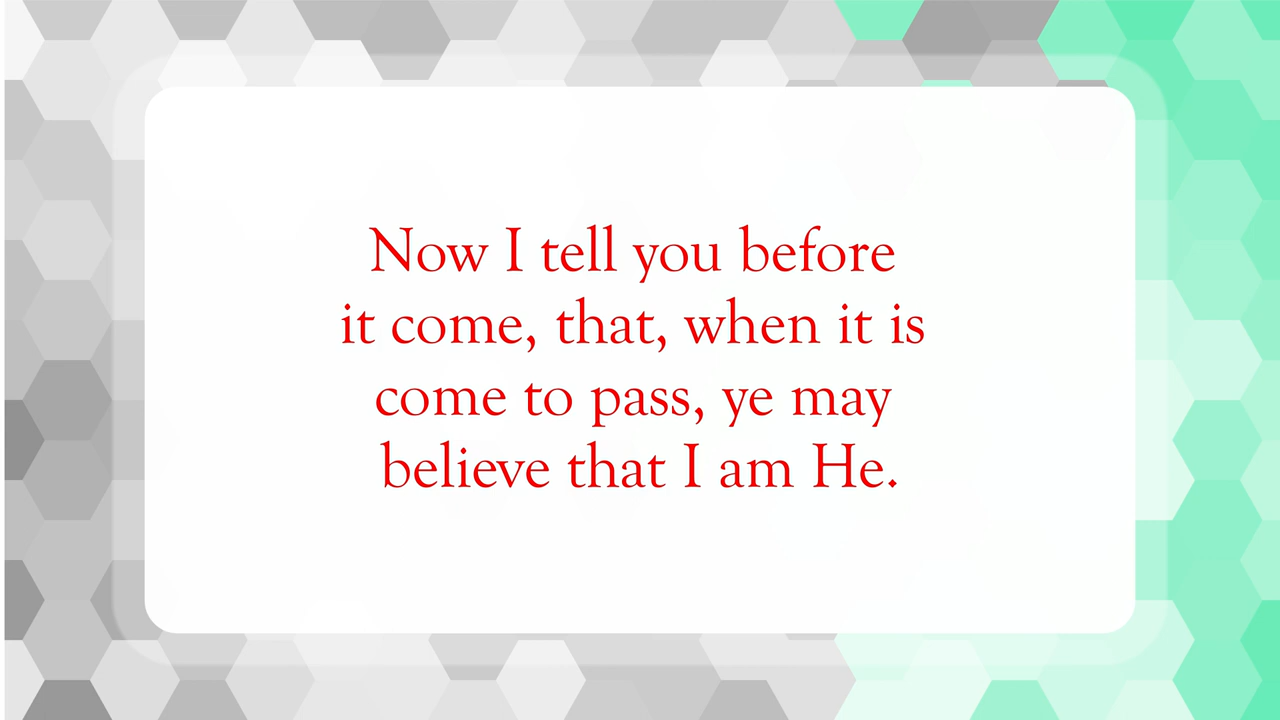 Now I tell you before
it come, that, when it is
come to pass, ye may
believe that I am He.